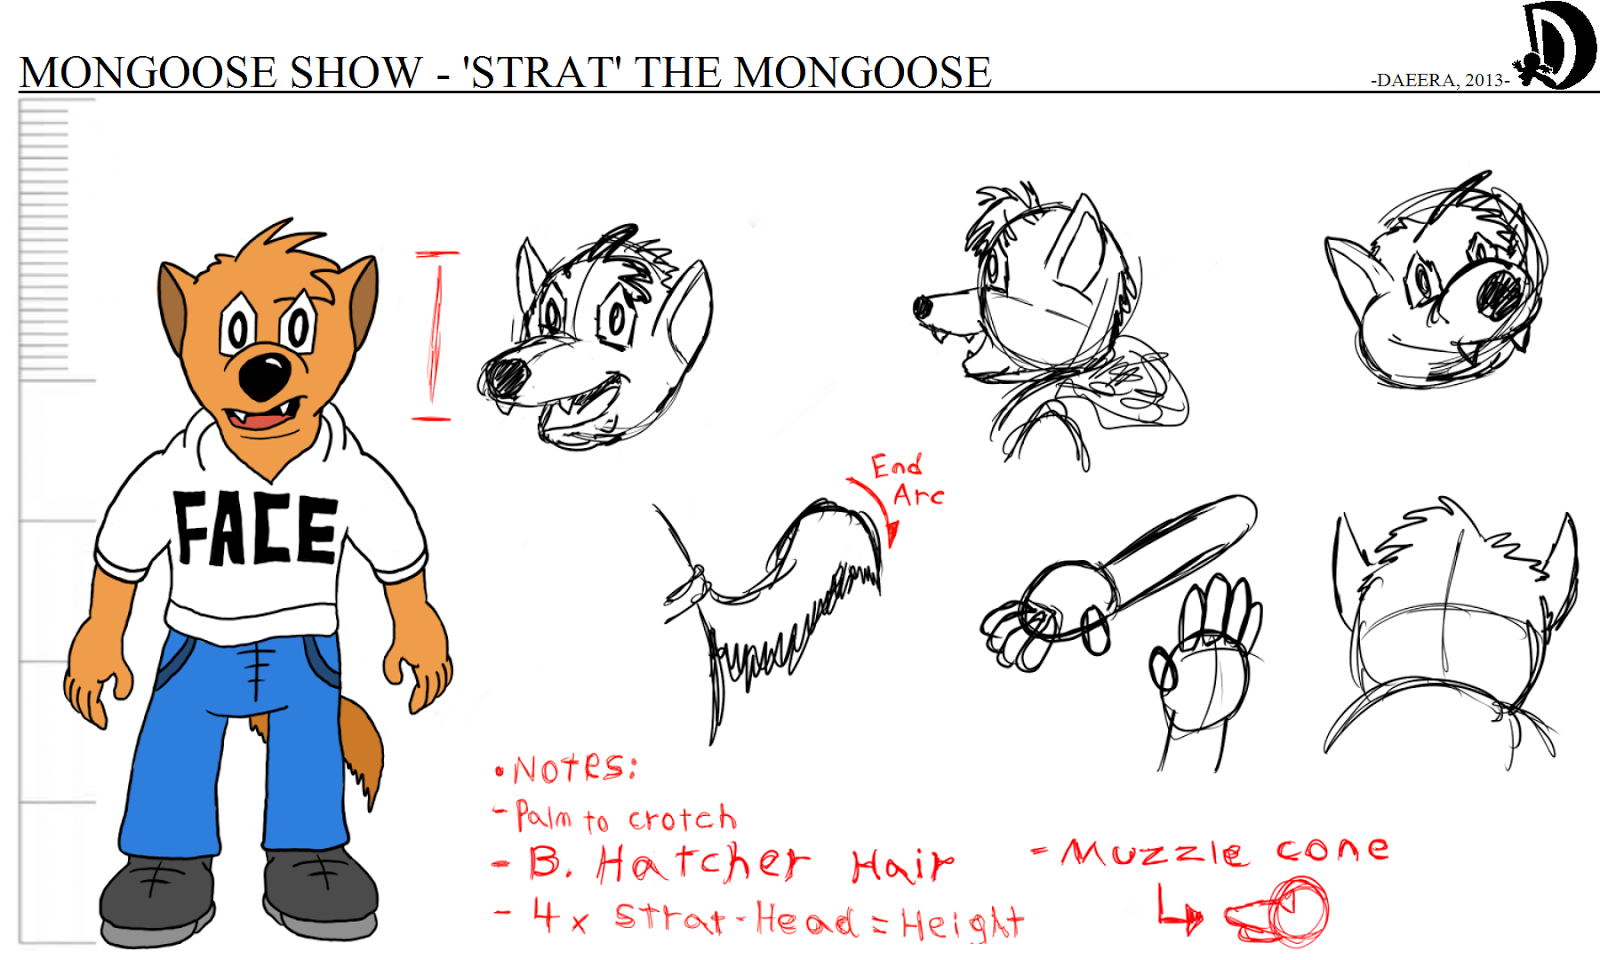 MONGOOSE SHOW - 'STRAT' THE MONGOOSE
-DAEERA, 2013-
D
FACE
End
Arc
• Notes:
- Palm to crotch
- B. Hatcher Hair
- 4x Strat-Head = Height
- Muzzle cone